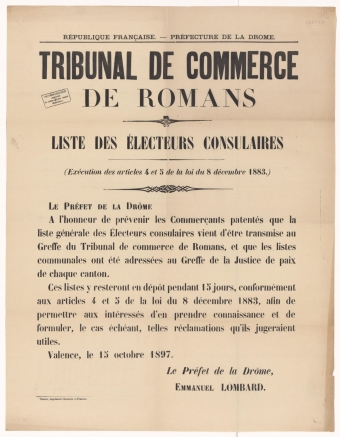 RÉPUBLIQUE FRANÇAISE. — PRÉFECTURE DE LA DROME.
TRIBUNAL DE COMMERCE
DE ROMANS
LISTE DES ÉLECTEURS CONSULAIRES
(Exécution des articles 4 et 5 de la loi du 8 décembre 1883.)
LE PRÉFET DE LA DRÔME
A l'honneur de prévenir les Commerçants patentés que la
liste générale des Électeurs consulaires vient d'être transmise au
Greffe du Tribunal de commerce de Romans, et que les listes
communales ont été adressées au Greffe de la Justice de paix
de chaque canton.
Ces listes y resteront en dépôt pendant 15 jours, conformément
aux articles 4 et 5 de la loi du 8 décembre 1883, afin de
permettre aux intéressés d'en prendre connaissance et de
formuler, le cas échéant, telles réclamations qu'ils jugeraient
utiles.
Valence, le 15 octobre 1897.
Le Préfet de la Drôme,
EMMANUEL LOMBARD.